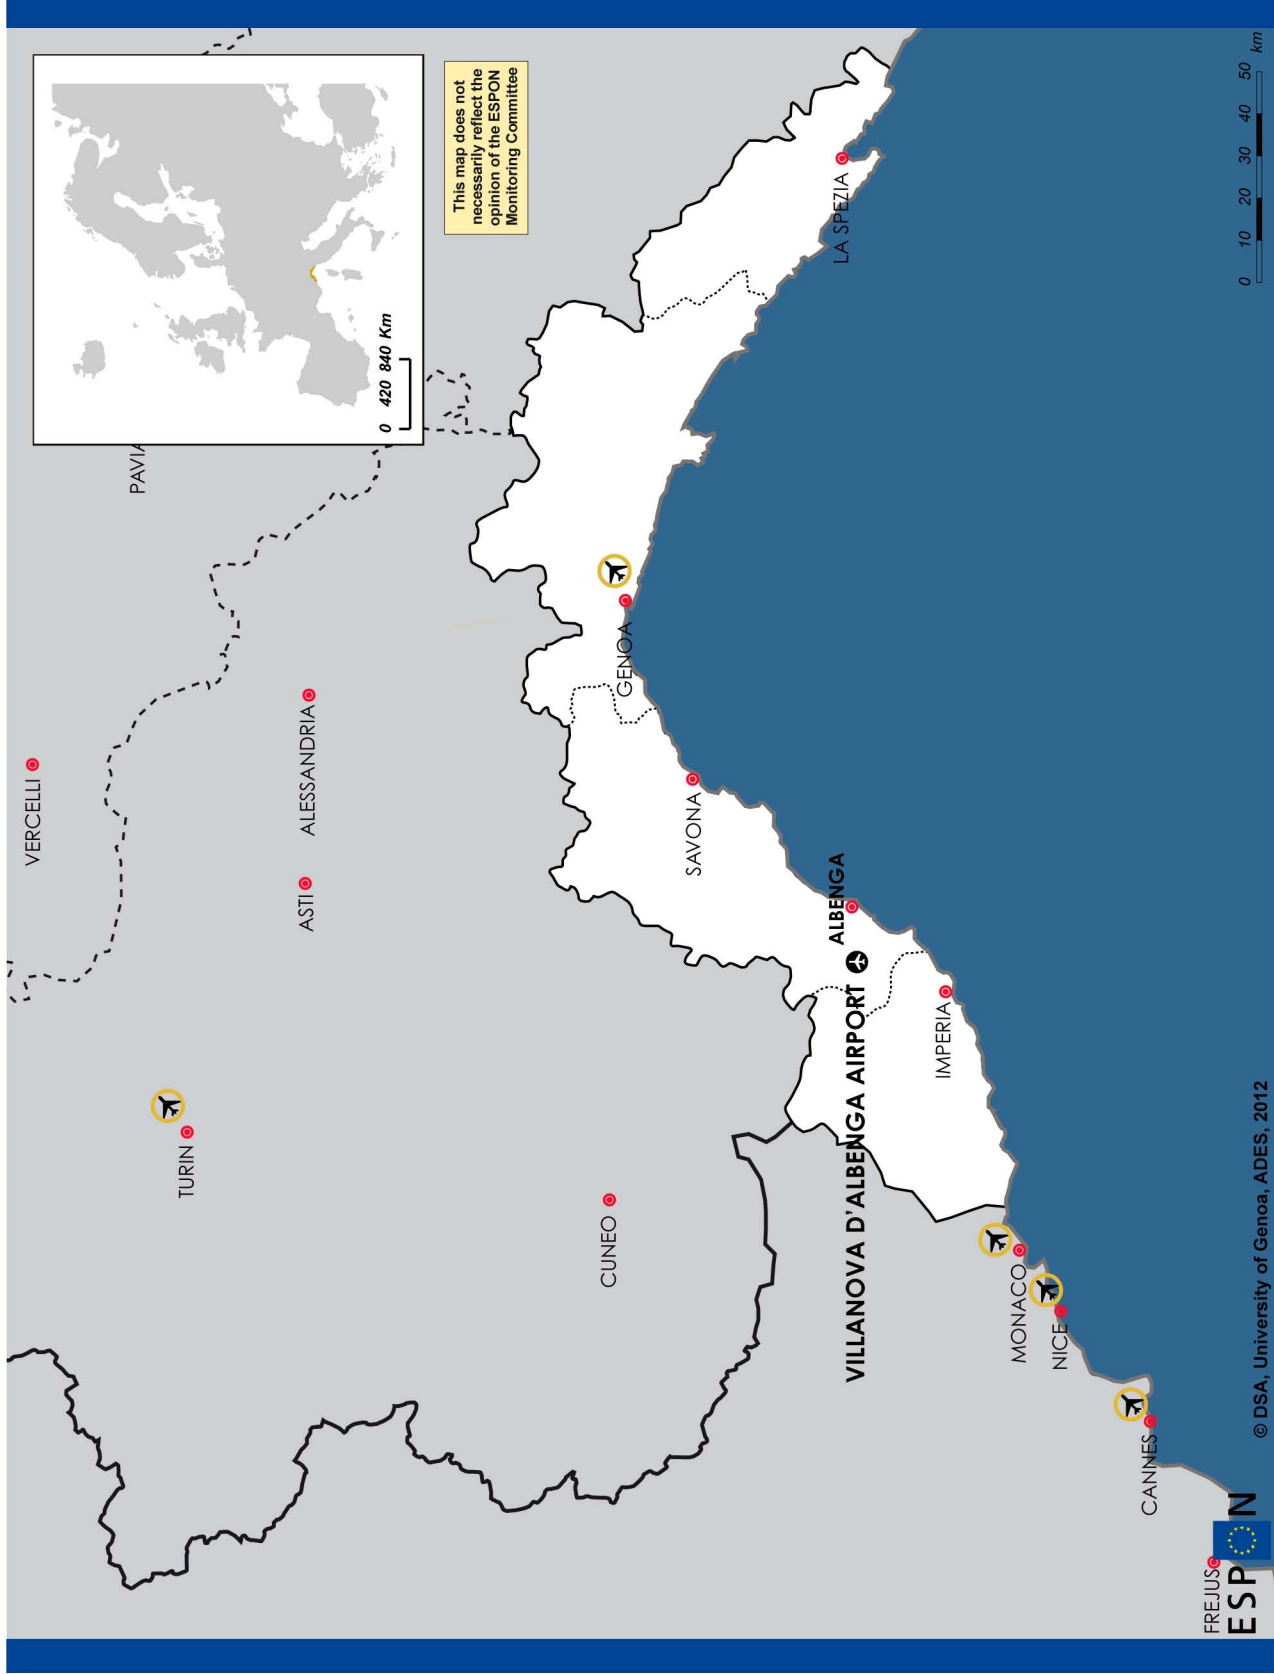 PAVIA
0 420 840 Km
This map does not
necessarily reflect the
opinion of the ESPON
Monitoring Committee
VERCELLI
ALESSANDRIA
ASTI
TURIN
CUNEO
GENOA
SAVONA
LA SPEZIA
ALBENGA
VILLANOVA D'ALBENGA AIRPORT
IMPERIA
MONACO
NICE
CANNES
FREJUS
ESPON
© DSA, University of Genoa, ADES, 2012
0 10 20 30 40 50
km